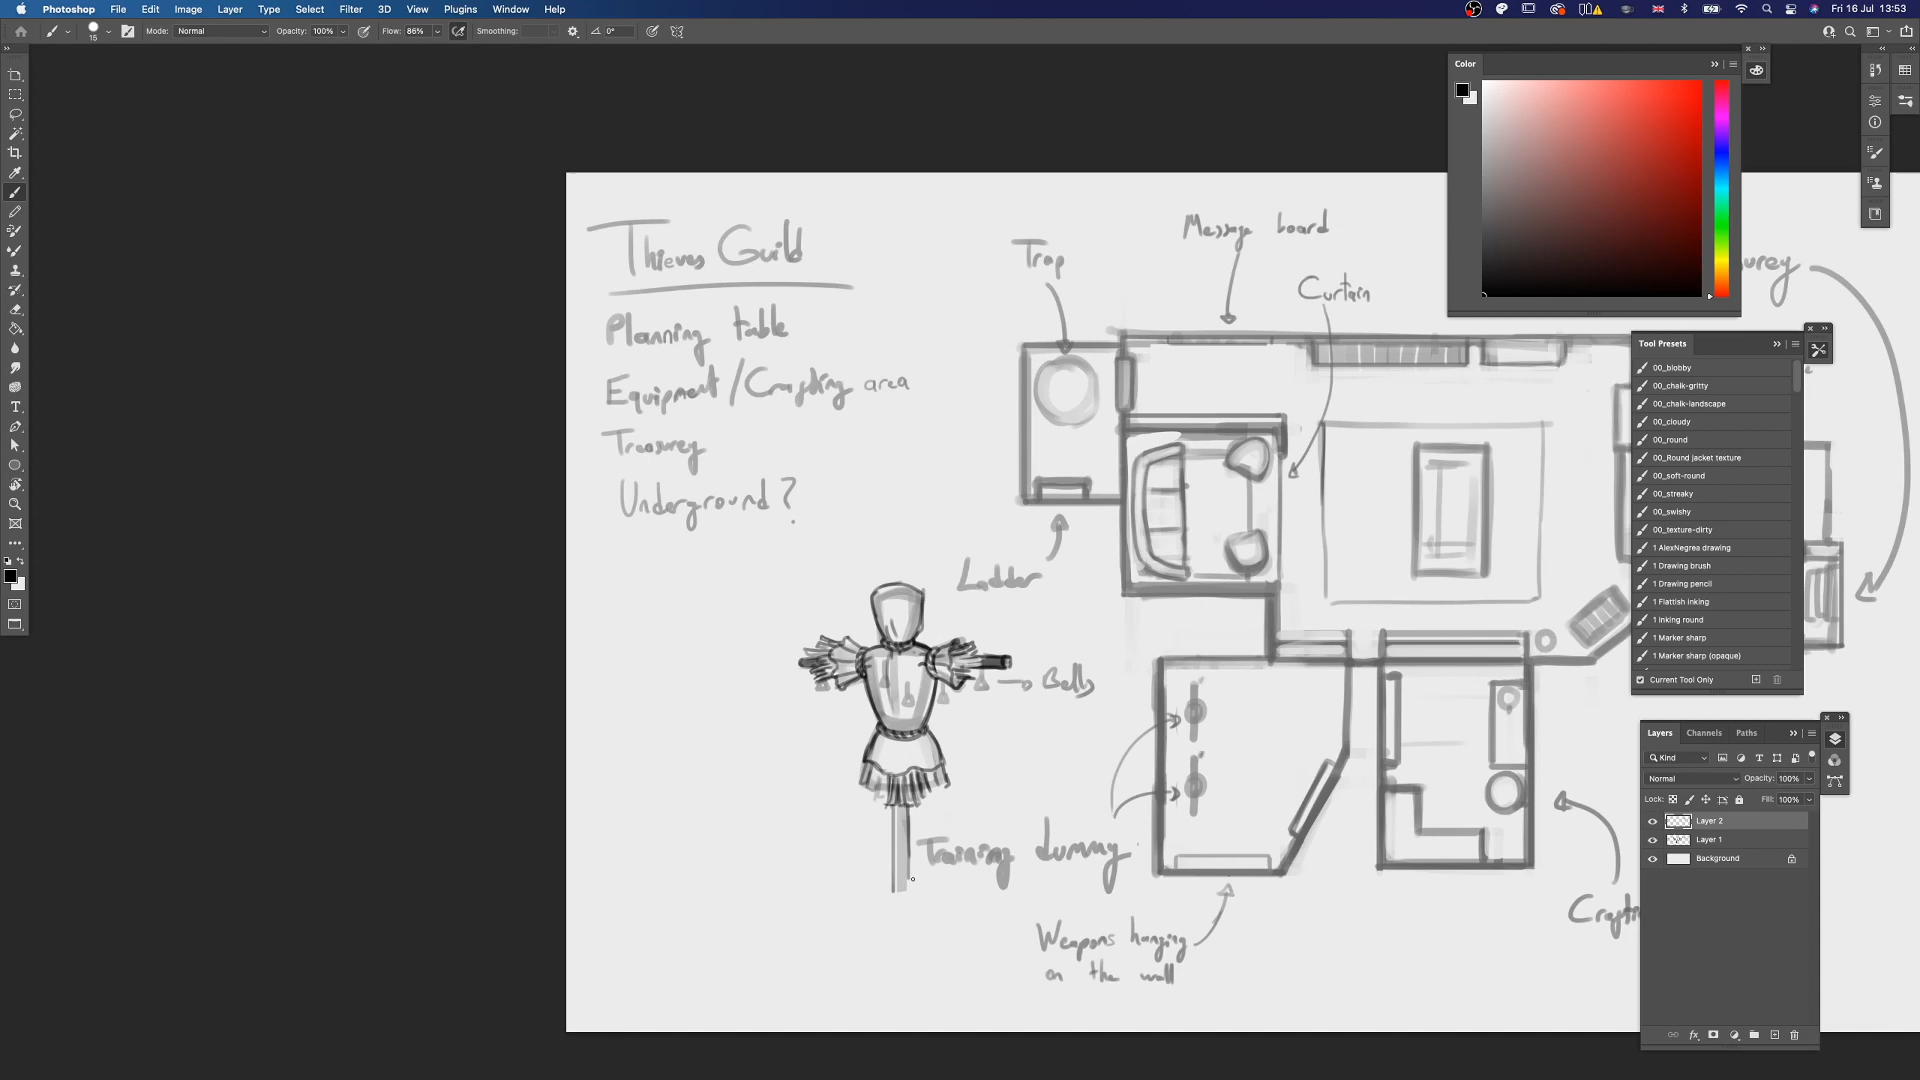 Photoshop File Edit Image Layer Type Select Filter 3D View Plugins Window Help
Fri 16 Jul 13:53
15 Mode: Normal Opacity: 100% Flow: 86% Smoothing: 0°
Color
Thieves Guild
Planning table
Equipment / Crafting area
Treasurey
Underground?
Trap
Message board
Curtain
urey
Ladder
Bells
Training dummy
Weapons hanging
on the wall
Crafti
Tool Presets
00_blobby
00_chalk-gritty
00_chalk-landscape
00_cloudy
00_round
00_Round jacket texture
00_soft-round
00_streaky
00_swishy
00_texture-dirty
1 AlexNegrea drawing
1 Drawing brush
1 Drawing pencil
1 Flattish inking
1 Inking round
1 Marker sharp
1 Marker sharp (opaque)
Current Tool Only
Layers Channels Paths
Kind
Normal Opacity: 100%
Lock: Fill: 100%
Layer 2
Layer 1
Background
fx